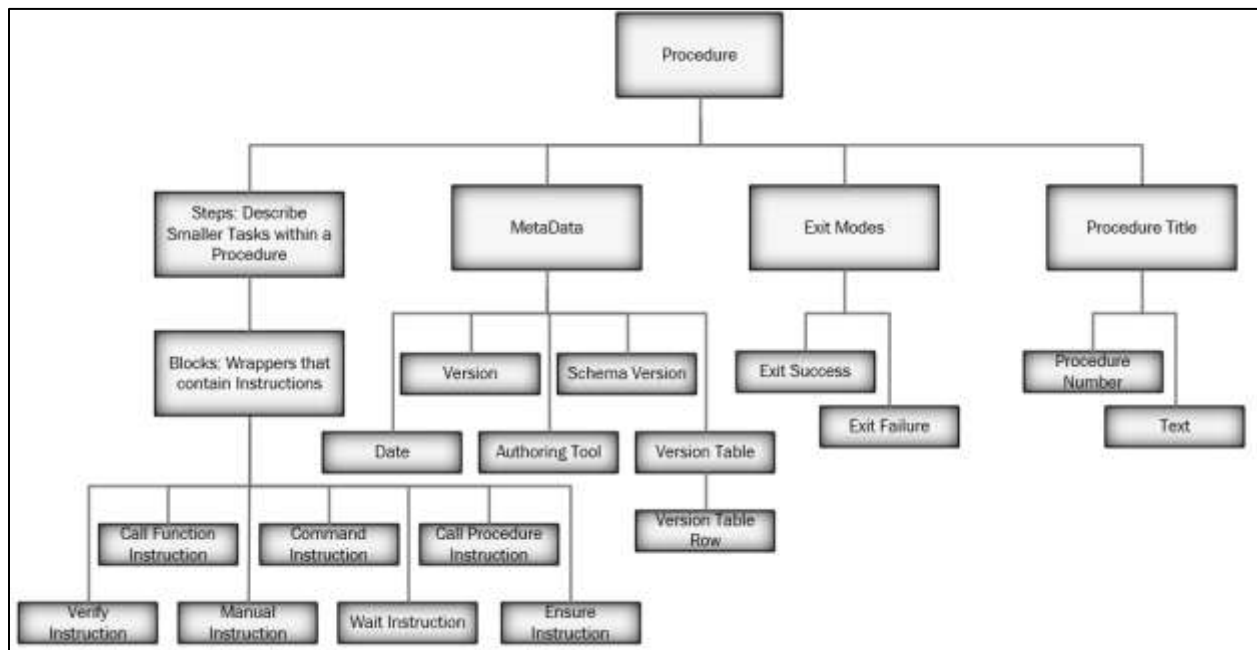 Procedure
Steps: Describe
Smaller Tasks within a
Procedure
MetaData
Exit Modes
Procedure Title
Blocks: Wrappers that
contain Instructions
Version
Schema Version
Exit Success
Procedure
Number
Date
Authoring Tool
Version Table
Exit Failure
Text
Call Function
Instruction
Command
Instruction
Call Procedure
Instruction
Version Table
Row
Verify
Instruction
Manual
Instruction
Wait Instruction
Ensure
Instruction